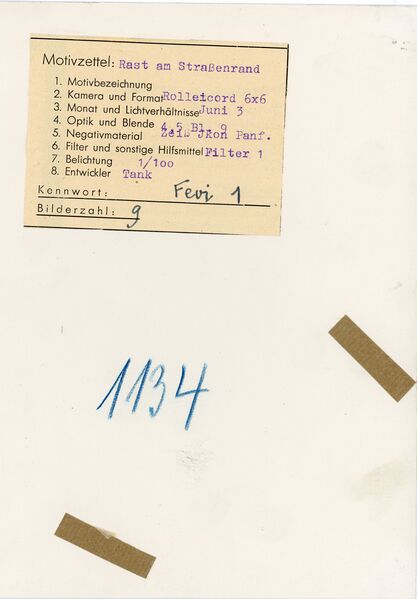 Motivzettel: Rast am Straßenrand
1. Motivbezeichnung
2. Kamera und Format Rolleicord 6x6
3. Monat und Lichtverhältnisse Juni 3
4. Optik und Blende 4,5 Bl. 9
5. Negativmaterial Zeiß Jkon Panf.
6. Filter und sonstige Hilfsmittel Filter 1
7. Belichtung 1/100
8. Entwickler Tank
Kennwort: Fevi 1
Bilderzahl: 9
1134